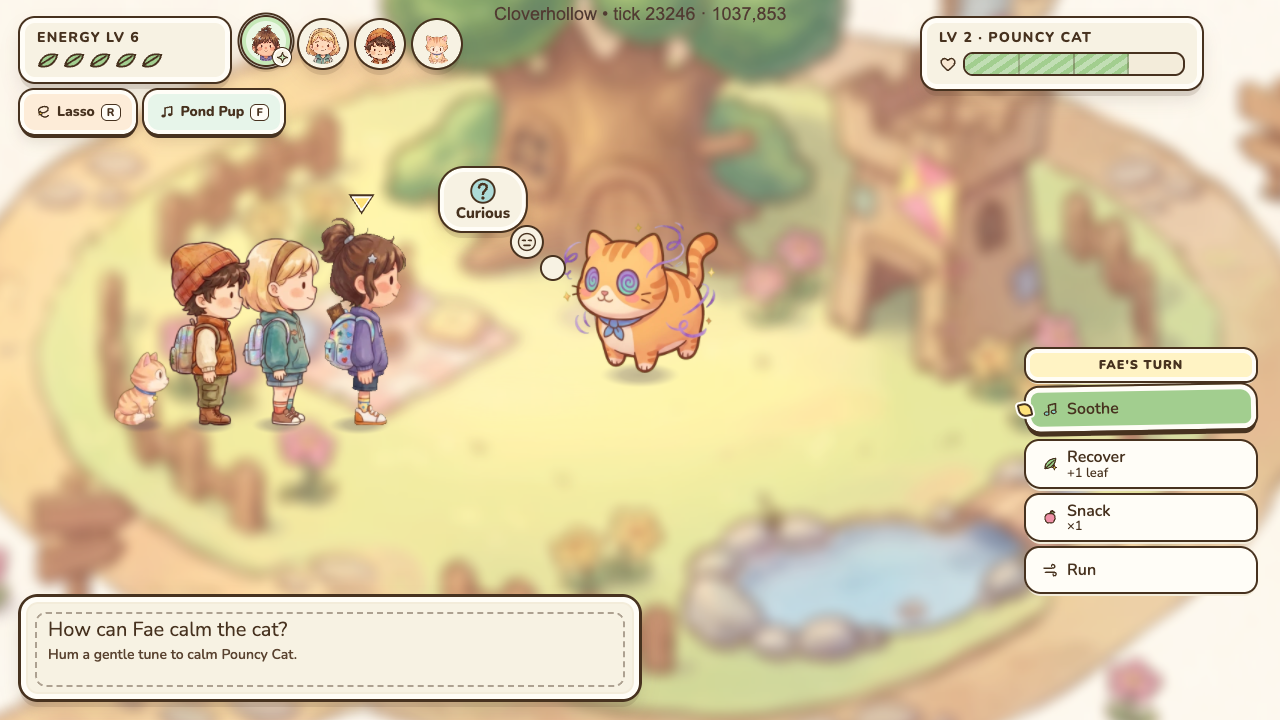 Cloverhollow • tick 23246 · 1037,853
ENERGY LV 6
Lasso R
Pond Pup F
LV 2 · POUNCY CAT
?
Curious
FAE'S TURN
Soothe
Recover
+1 leaf
Snack
×1
Run
How can Fae calm the cat?
Hum a gentle tune to calm Pouncy Cat.